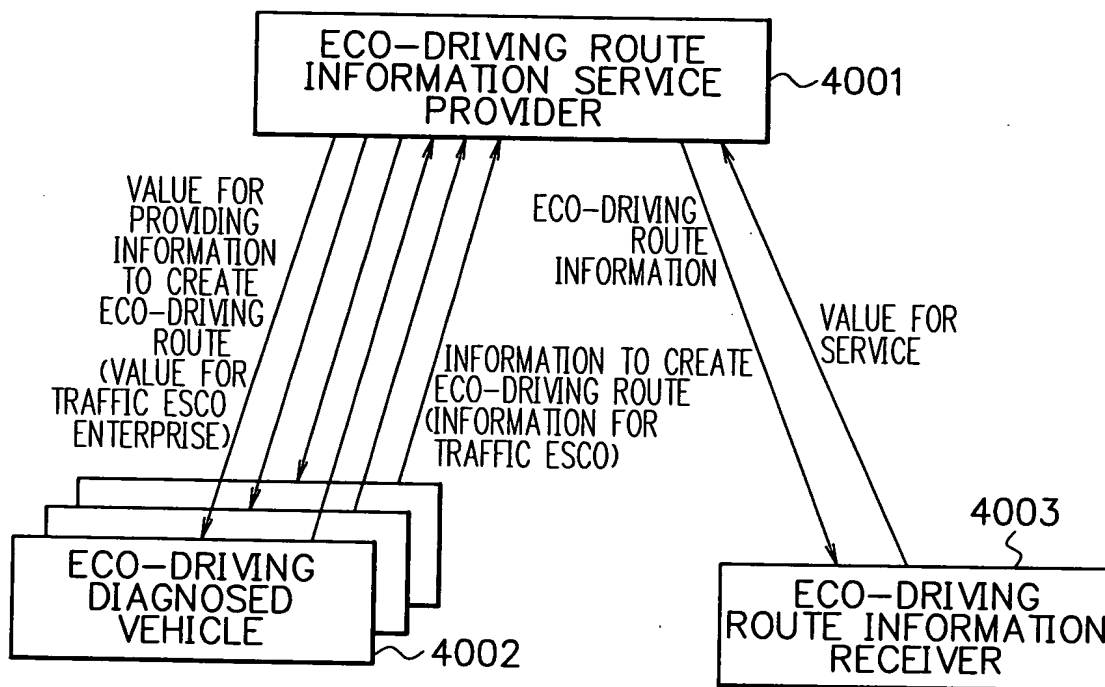 ECO-DRIVING ROUTE
INFORMATION SERVICE
PROVIDER
4001
VALUE FOR
PROVIDING
INFORMATION
TO CREATE
ECO-DRIVING
ROUTE
(VALUE FOR
TRAFFIC ESCO
ENTERPRISE)
INFORMATION TO CREATE
ECO-DRIVING ROUTE
(INFORMATION FOR
TRAFFIC ESCO)
ECO-DRIVING
ROUTE
INFORMATION
VALUE FOR
SERVICE
ECO-DRIVING
DIAGNOSED
VEHICLE
4002
4003
ECO-DRIVING
ROUTE INFORMATION
RECEIVER